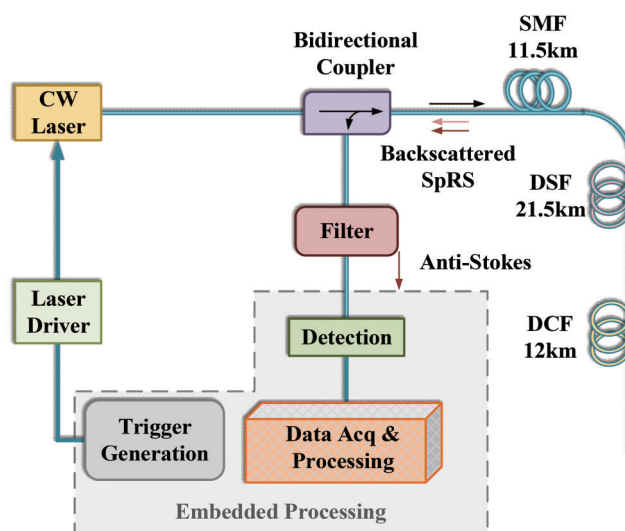 SMF
11.5km
Bidirectional
Coupler
CW
Laser
Backscattered
SpRS
DSF
21.5km
Filter
Anti-Stokes
Laser
Driver
Detection
DCF
12km
Trigger
Generation
Data Acq &
Processing
Embedded Processing